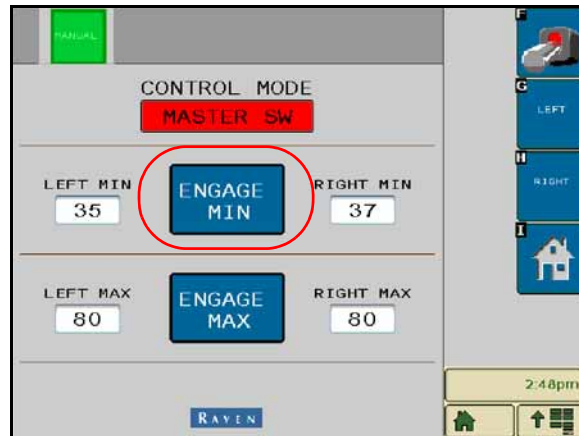 MANUAL
CONTROL MODE
MASTER SW
LEFT MIN
35
ENGAGE
MIN
RIGHT MIN
37
LEFT MAX
80
ENGAGE
MAX
RIGHT MAX
80
RAVEN
F
G
LEFT
H
RIGHT
I
2:48pm